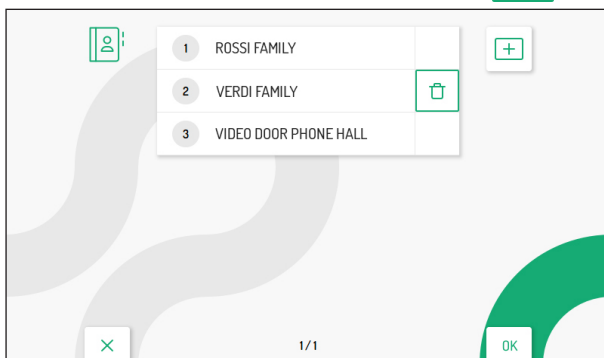 1 ROSSI FAMILY
2 VERDI FAMILY
3 VIDEO DOOR PHONE HALL
1/1
OK